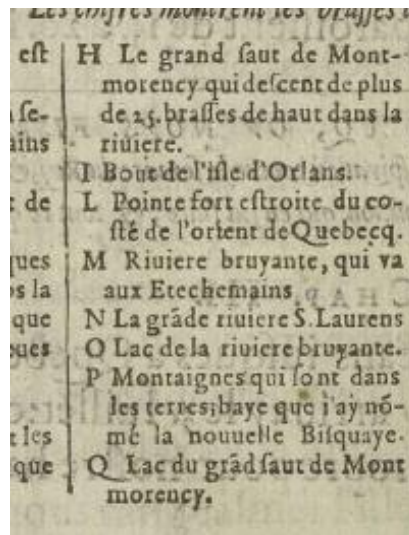 Les chifres montrent les brasses d
est
H Le grand saut de Mont-
morency qui descent de plus
se-
de 25. brasses de haut dans la
ains
riuiere.
I Bout de l'isle d'Orlans.
de
L Pointe fort estroite du co-
sté de l'orient de Quebecq.
ques
M Riuiere bruyante, qui va
s la
aux Etechemains
que
N La grãde riuiere S. Laurens
ques
O Lac de la riuiere bruyante.
P Montaignes qui sont dans
les terres; baye que i'ay nõ-
t les
mé la nouuelle Bisquaye.
que
Q Lac du grãd saut de Mont
morency.